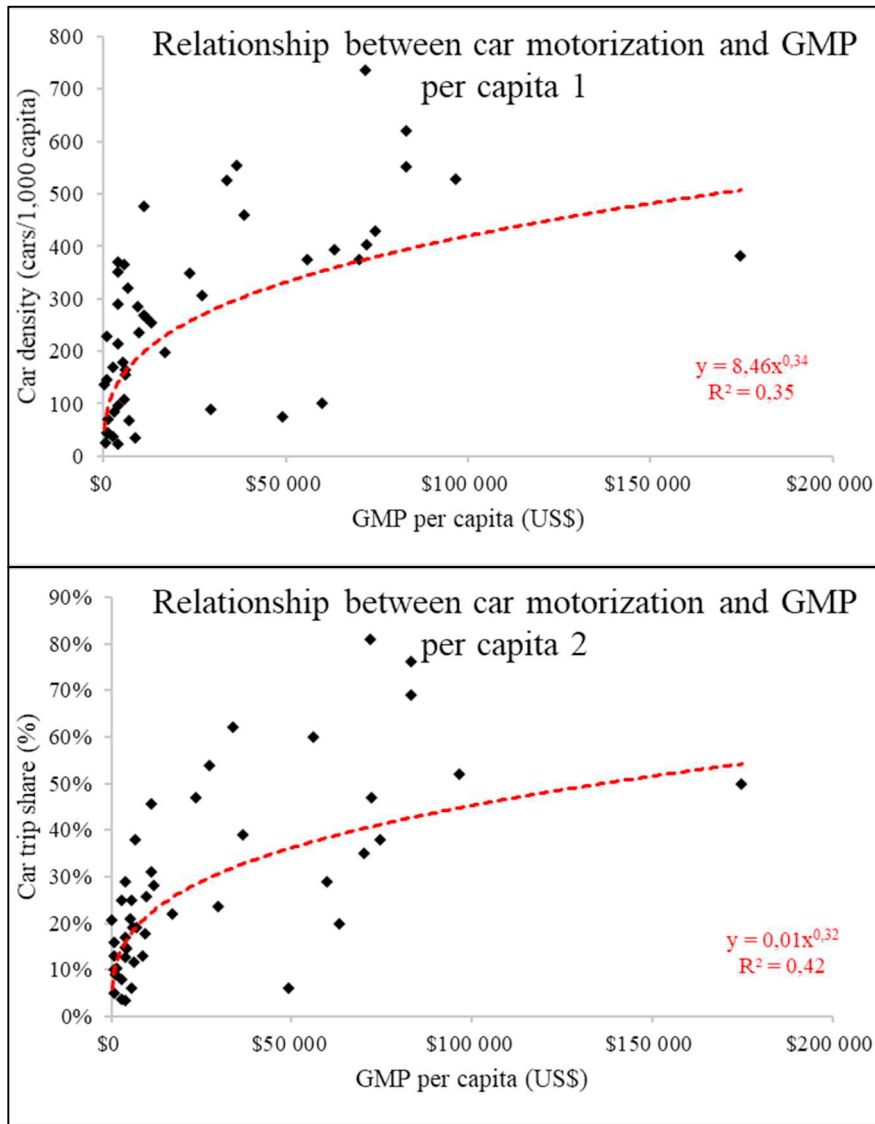 Relationship between car motorization and GMP
per capita 1
Car density (cars/1,000 capita)
800
700
600
500
400
300
200
100
0
y = 8,46x^0,34
R² = 0,35
$0
$50 000
$100 000
$150 000
$200 000
GMP per capita (US$)
Relationship between car motorization and GMP
per capita 2
Car trip share (%)
90%
80%
70%
60%
50%
40%
30%
20%
10%
0%
y = 0,01x^0,32
R² = 0,42
$0
$50 000
$100 000
$150 000
$200 000
GMP per capita (US$)